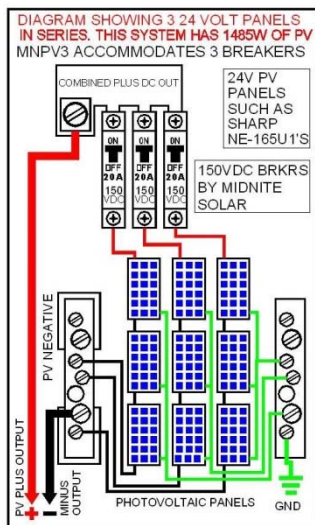 DIAGRAM SHOWING 3 24 VOLT PANELS
IN SERIES. THIS SYSTEM HAS 1485W OF PV
MNPV3 ACCOMMODATES 3 BREAKERS
COMBINED PLUS DC OUT
24V PV
PANELS
SUCH AS
SHARP
NE-165U1'S
ON ON ON
OFF OFF OFF
20A 20A 20A
150 150 150
VDC VDC VDC
150VDC BRKRS
BY MIDNITE
SOLAR
PV NEGATIVE
PV PLUS OUTPUT
+
−
MINUS
OUTPUT
PHOTOVOLTAIC PANELS
GND